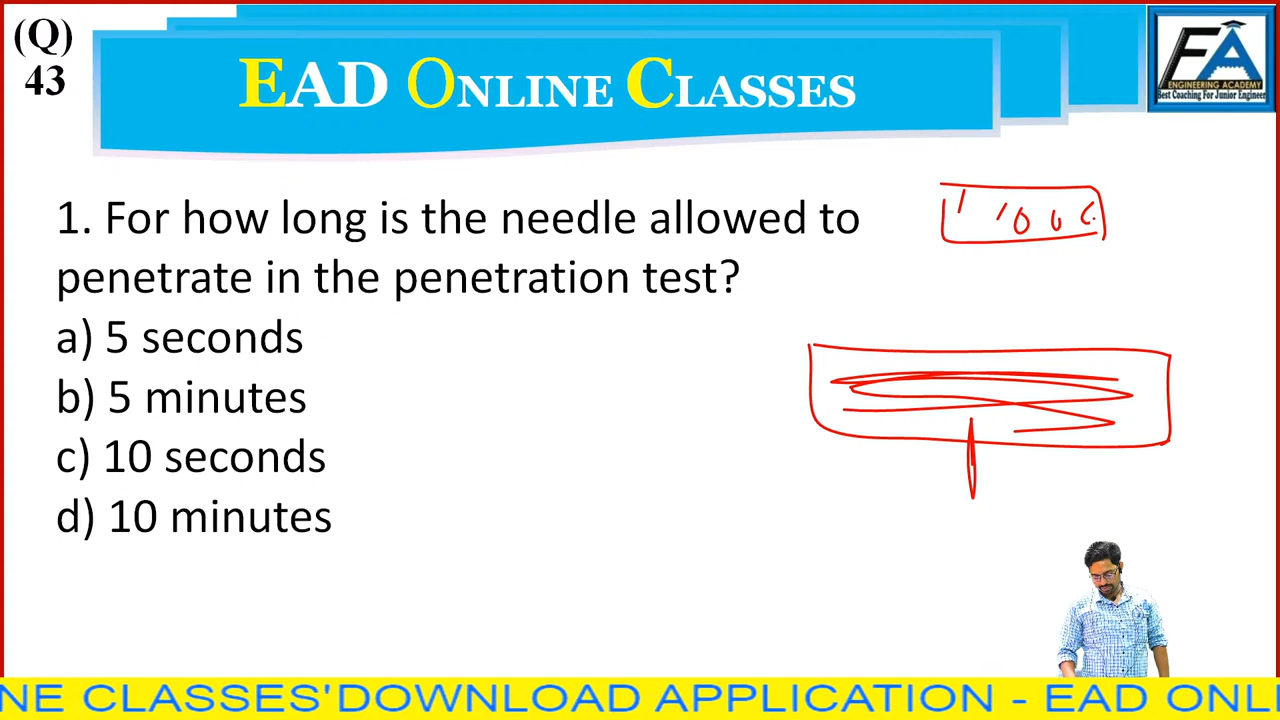 (Q)
43
EAD ONLINE CLASSES
ENGINEERING ACADEMY
Best Coaching For Junior Engineer
1. For how long is the needle allowed to
penetrate in the penetration test?
a) 5 seconds
b) 5 minutes
c) 10 seconds
d) 10 minutes
NE CLASSES'DOWNLOAD APPLICATION - EAD ONLI